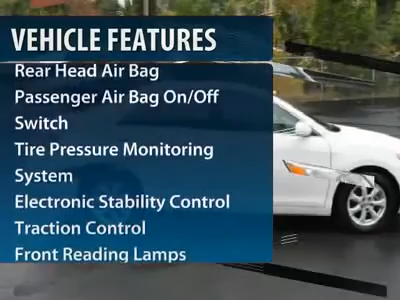 VEHICLE FEATURES
Rear Head Air Bag
Passenger Air Bag On/Off
Switch
Tire Pressure Monitoring
System
Electronic Stability Control
Traction Control
Front Reading Lamps